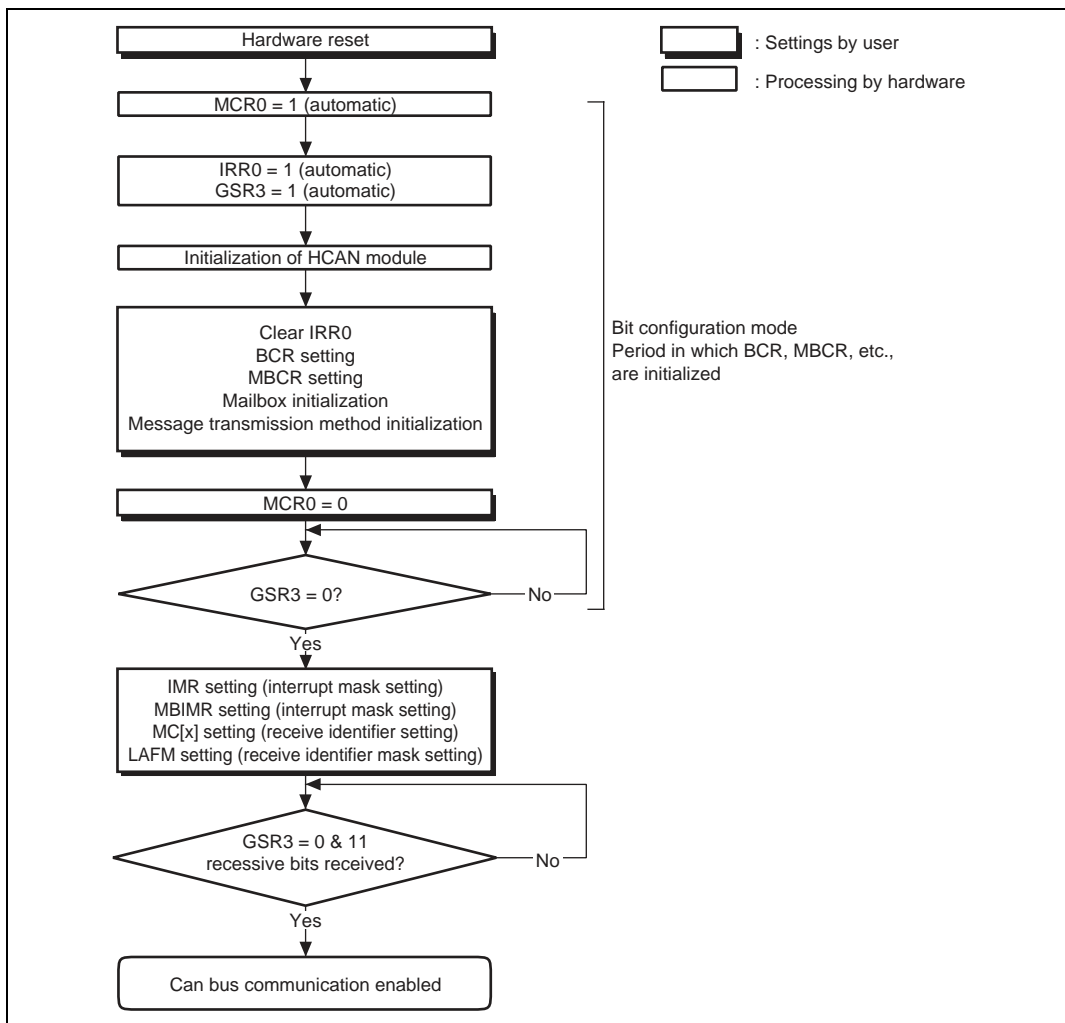 Hardware reset
: Settings by user
: Processing by hardware
MCR0 = 1 (automatic)
IRR0 = 1 (automatic)
GSR3 = 1 (automatic)
Initialization of HCAN module
Clear IRR0
BCR setting
MBCR setting
Mailbox initialization
Message transmission method initialization
Bit configuration mode
Period in which BCR, MBCR, etc.,
are initialized
MCR0 = 0
GSR3 = 0?
No
Yes
IMR setting (interrupt mask setting)
MBIMR setting (interrupt mask setting)
MC[x] setting (receive identifier setting)
LAFM setting (receive identifier mask setting)
GSR3 = 0 & 11
recessive bits received?
No
Yes
Can bus communication enabled